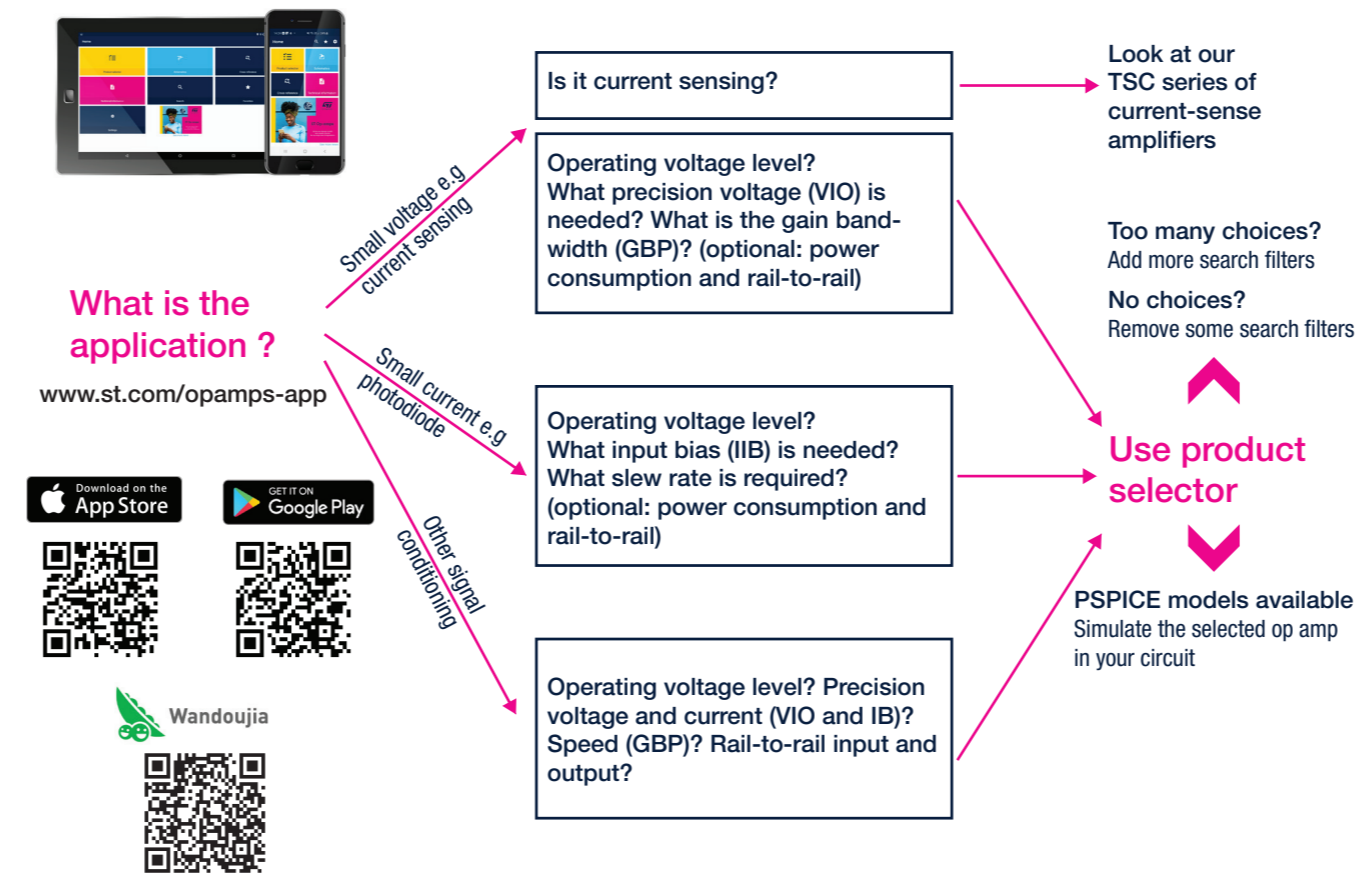 What is the
application ?
www.st.com/opamps-app
Download on the
App Store
GET IT ON
Google Play
Wandoujia
Small voltage e.g
current sensing
Small current e.g
photodiode
Other signal
conditioning
Is it current sensing?
Operating voltage level?
What precision voltage (VIO) is
needed? What is the gain band-
width (GBP)? (optional: power
consumption and rail-to-rail)
Operating voltage level?
What input bias (IIB) is needed?
What slew rate is required?
(optional: power consumption and
rail-to-rail)
Operating voltage level? Precision
voltage and current (VIO and IB)?
Speed (GBP)? Rail-to-rail input and
output?
Look at our
TSC series of
current-sense
amplifiers
Too many choices?
Add more search filters
No choices?
Remove some search filters
Use product
selector
PSPICE models available
Simulate the selected op amp
in your circuit